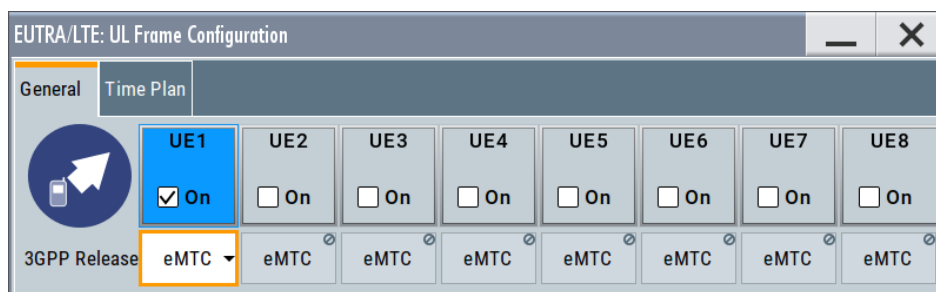 EUTRA/LTE: UL Frame Configuration
General Time Plan
UE1 UE2 UE3 UE4 UE5 UE6 UE7 UE8
On On On On On On On On
3GPP Release eMTC eMTC eMTC eMTC eMTC eMTC eMTC eMTC